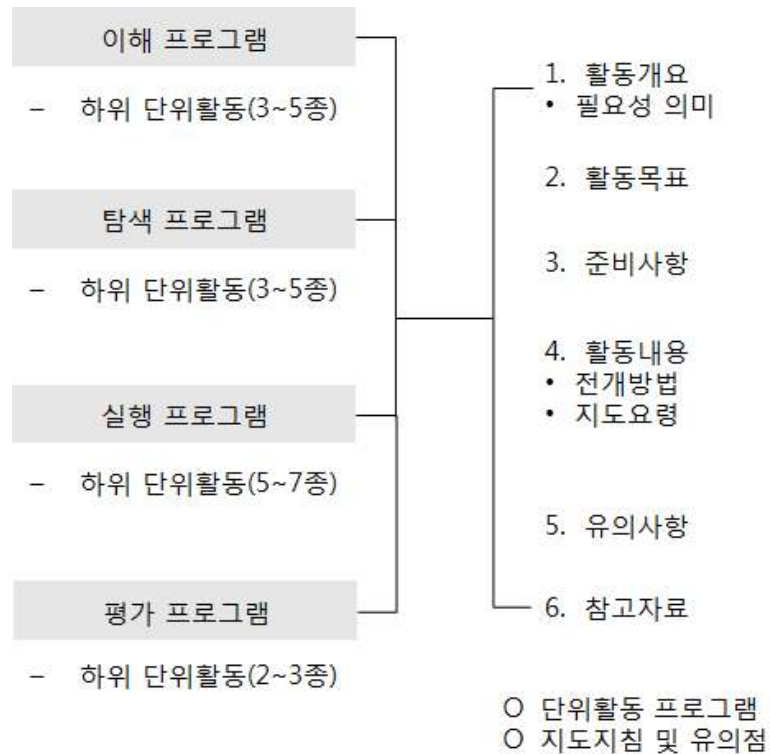 이해 프로그램
– 하위 단위활동(3~5종)
탐색 프로그램
– 하위 단위활동(3~5종)
실행 프로그램
– 하위 단위활동(5~7종)
평가 프로그램
– 하위 단위활동(2~3종)
1. 활동개요
• 필요성 의미
2. 활동목표
3. 준비사항
4. 활동내용
• 전개방법
• 지도요령
5. 유의사항
6. 참고자료
O 단위활동 프로그램
O 지도지침 및 유의점